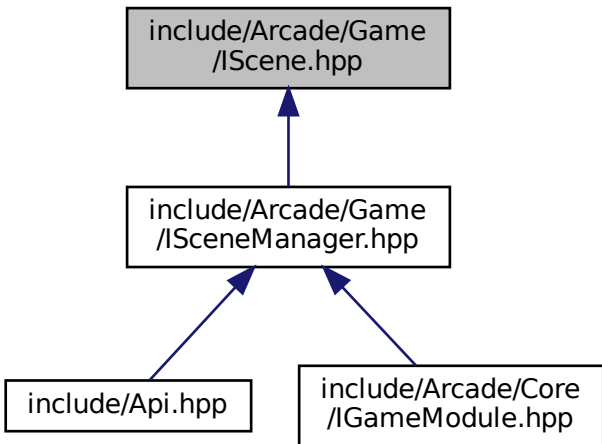 include/Arcade/Game
/IScene.hpp
include/Arcade/Game
/ISceneManager.hpp
include/Api.hpp
include/Arcade/Core
/IGameModule.hpp